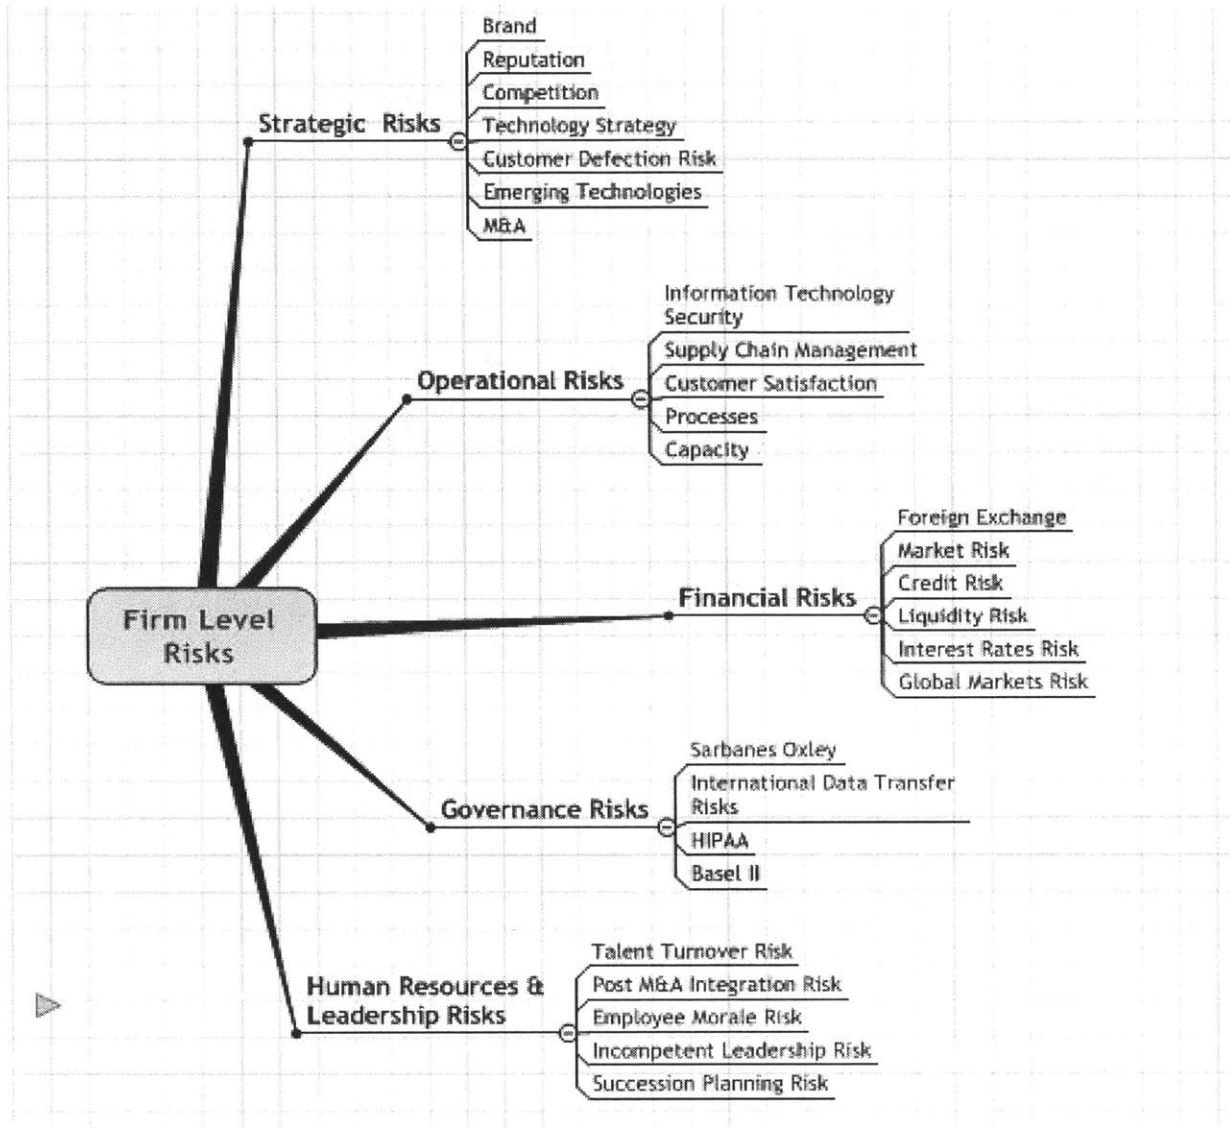 Brand
Reputation
Competition
Strategic Risks
Technology Strategy
Customer Defection Risk
Emerging Technologies
M&A
Information Technology
Security
Supply Chain Management
Operational Risks
Customer Satisfaction
Processes
Capacity
Foreign Exchange
Market Risk
Credit Risk
Financial Risks
Liquidity Risk
Interest Rates Risk
Global Markets Risk
Firm Level
Risks
Sarbanes Oxley
International Data Transfer
Risks
Governance Risks
HIPAA
Basel II
Talent Turnover Risk
Post M&A Integration Risk
Human Resources &
Leadership Risks
Employee Morale Risk
Incompetent Leadership Risk
Succession Planning Risk